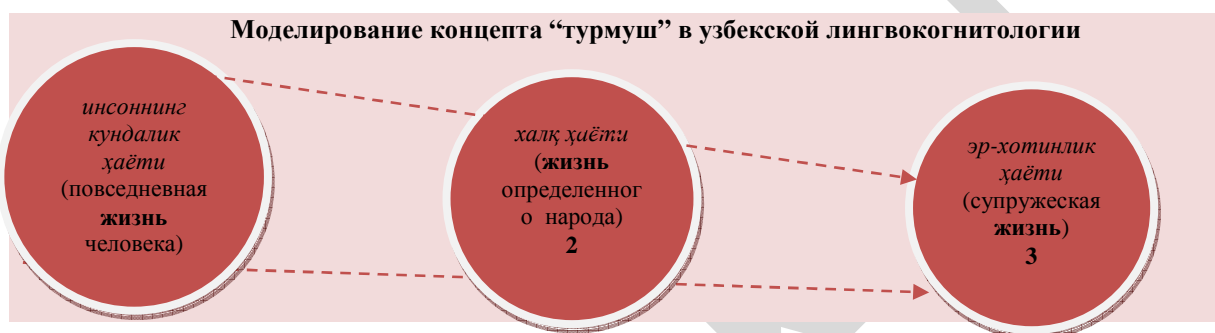 Моделирование концепта “турмуш” в узбекской лингвокогнитологии
инсоннинг
кундалик
ҳаёти
(повседневная
жизнь
человека)
халқ ҳаёти
(жизнь
определенног
о народа)
2
эр-хотинлик
ҳаёти
(супружеская
жизнь)
3